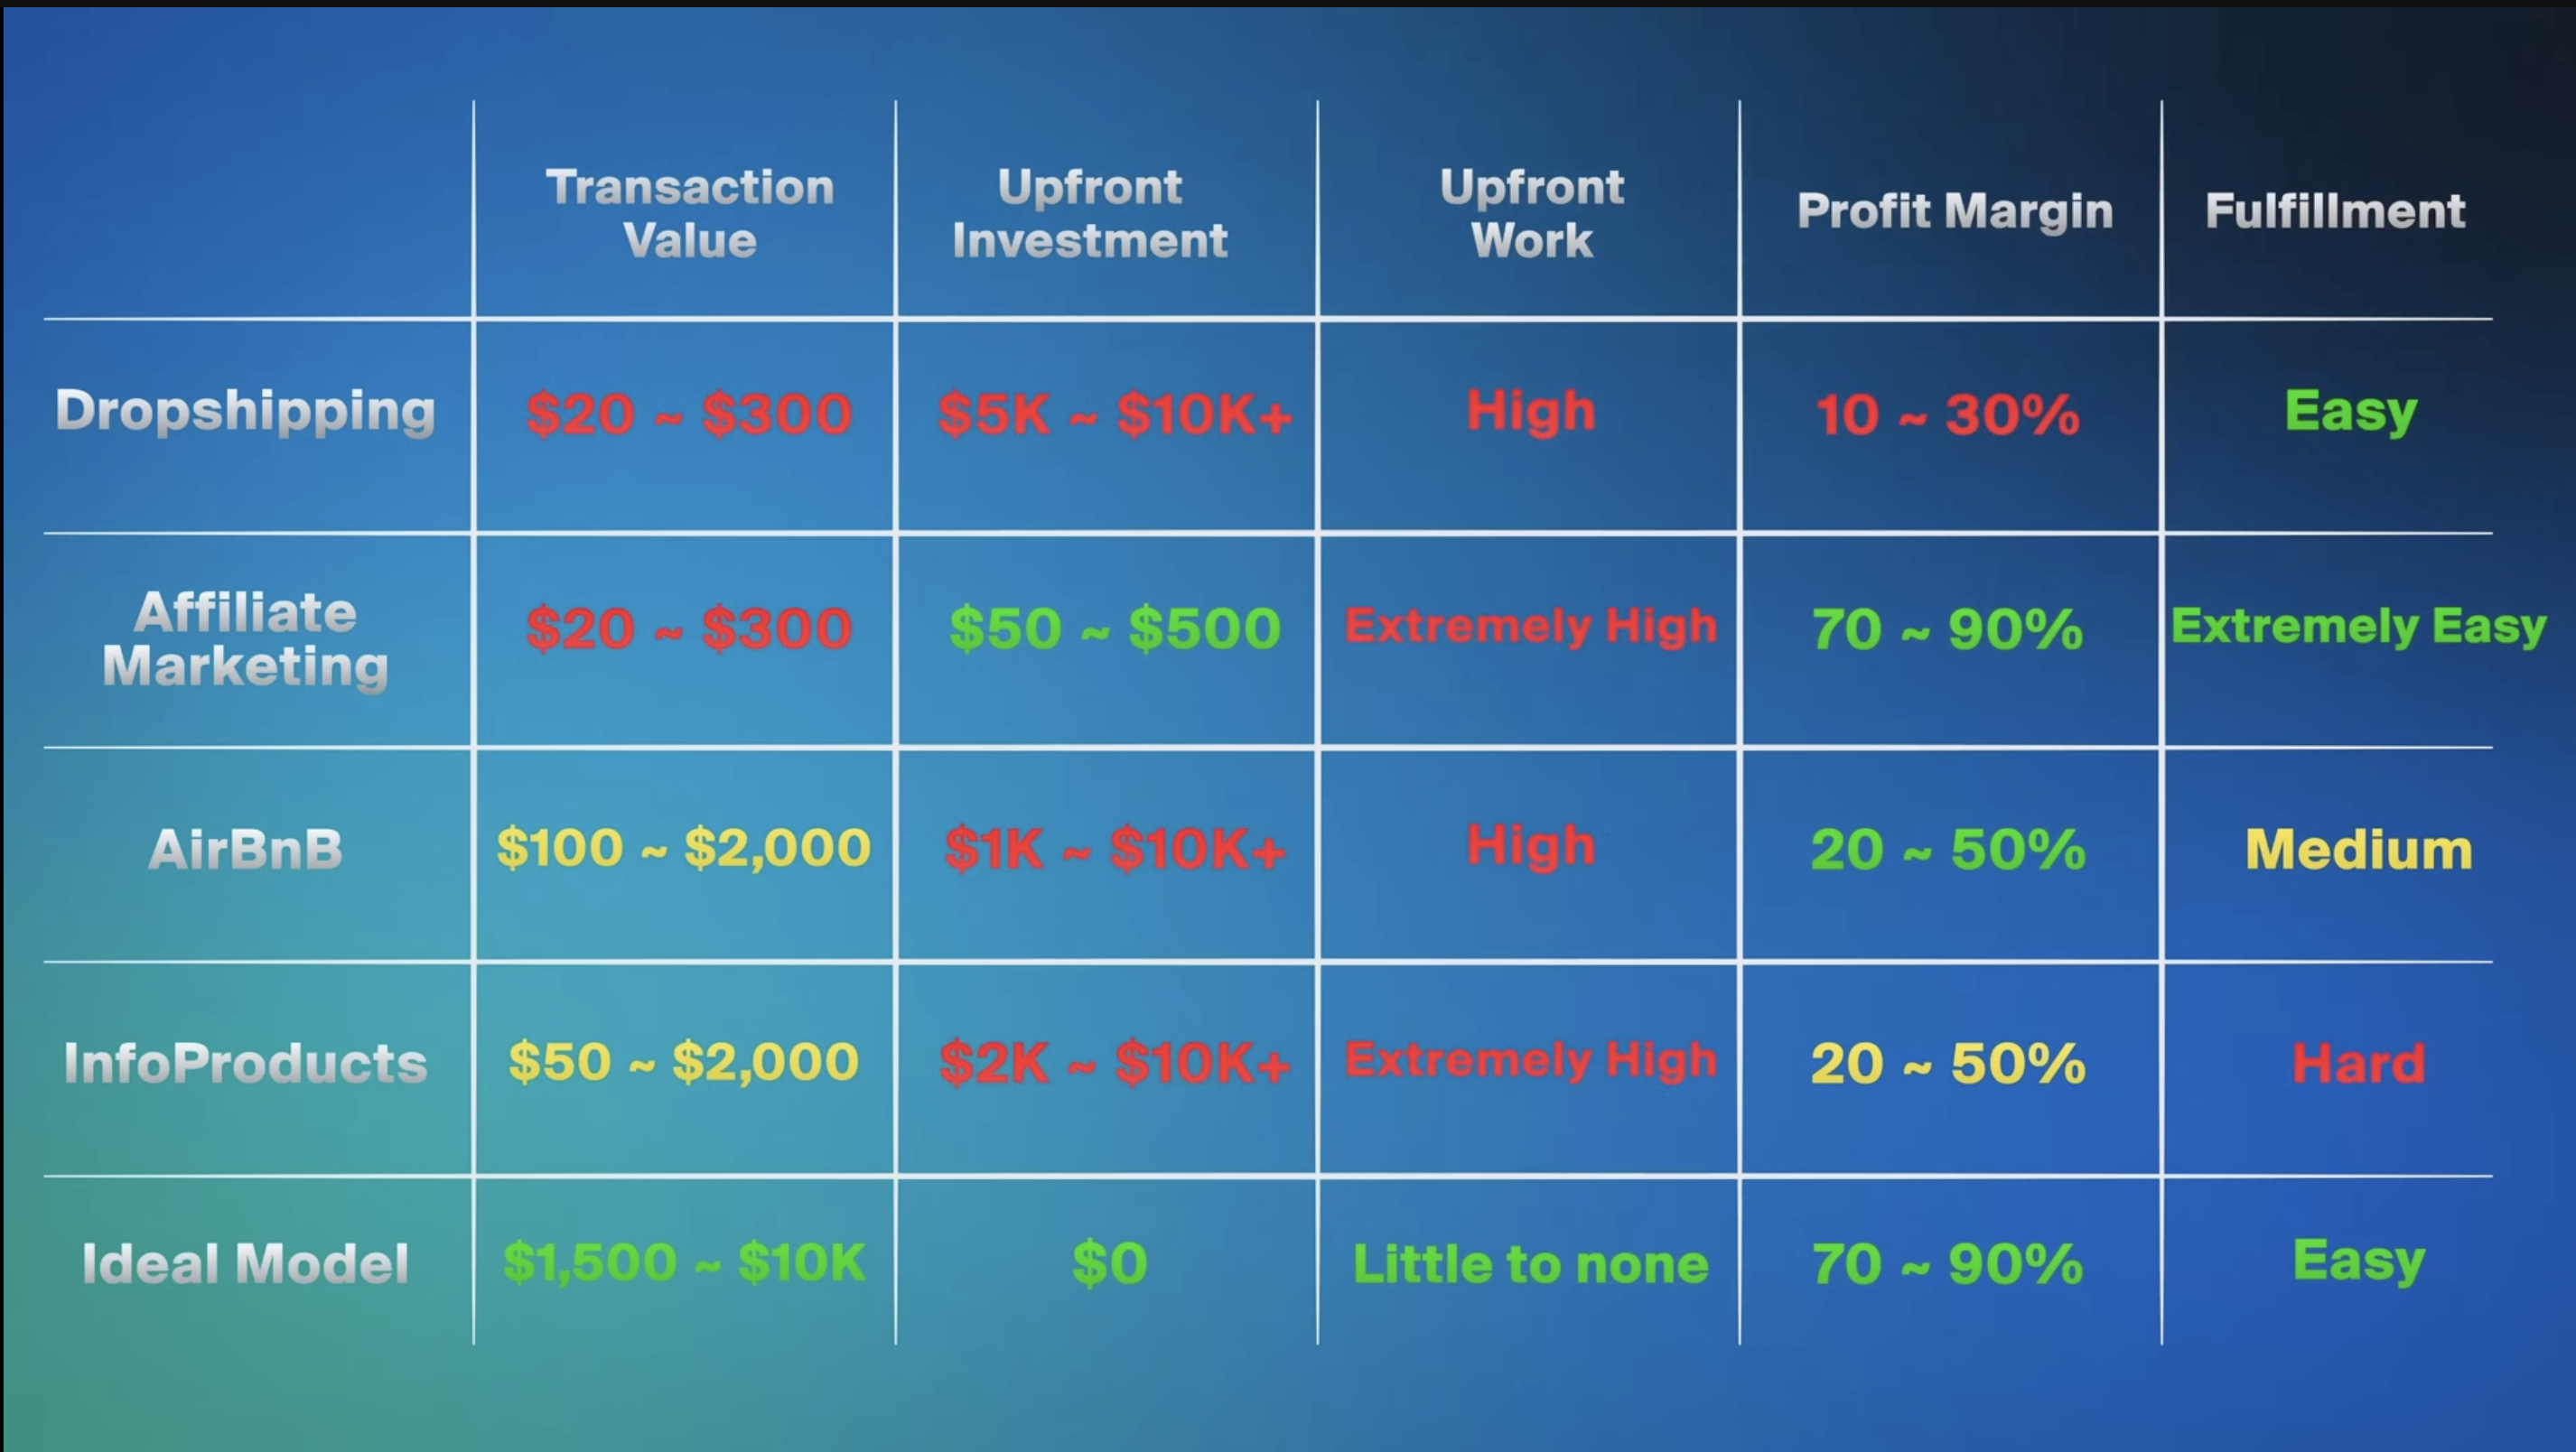 Transaction
Value
Upfront
Investment
Upfront
Work
Profit Margin
Fulfillment
Dropshipping
$20 ~ $300
$5K ~ $10K+
High
10 ~ 30%
Easy
Affiliate
Marketing
$20 ~ $300
$50 ~ $500
Extremely High
70 ~ 90%
Extremely Easy
AirBnB
$100 ~ $2,000
$1K ~ $10K+
High
20 ~ 50%
Medium
InfoProducts
$50 ~ $2,000
$2K ~ $10K+
Extremely High
20 ~ 50%
Hard
Ideal Model
$1,500 ~ $10K
$0
Little to none
70 ~ 90%
Easy